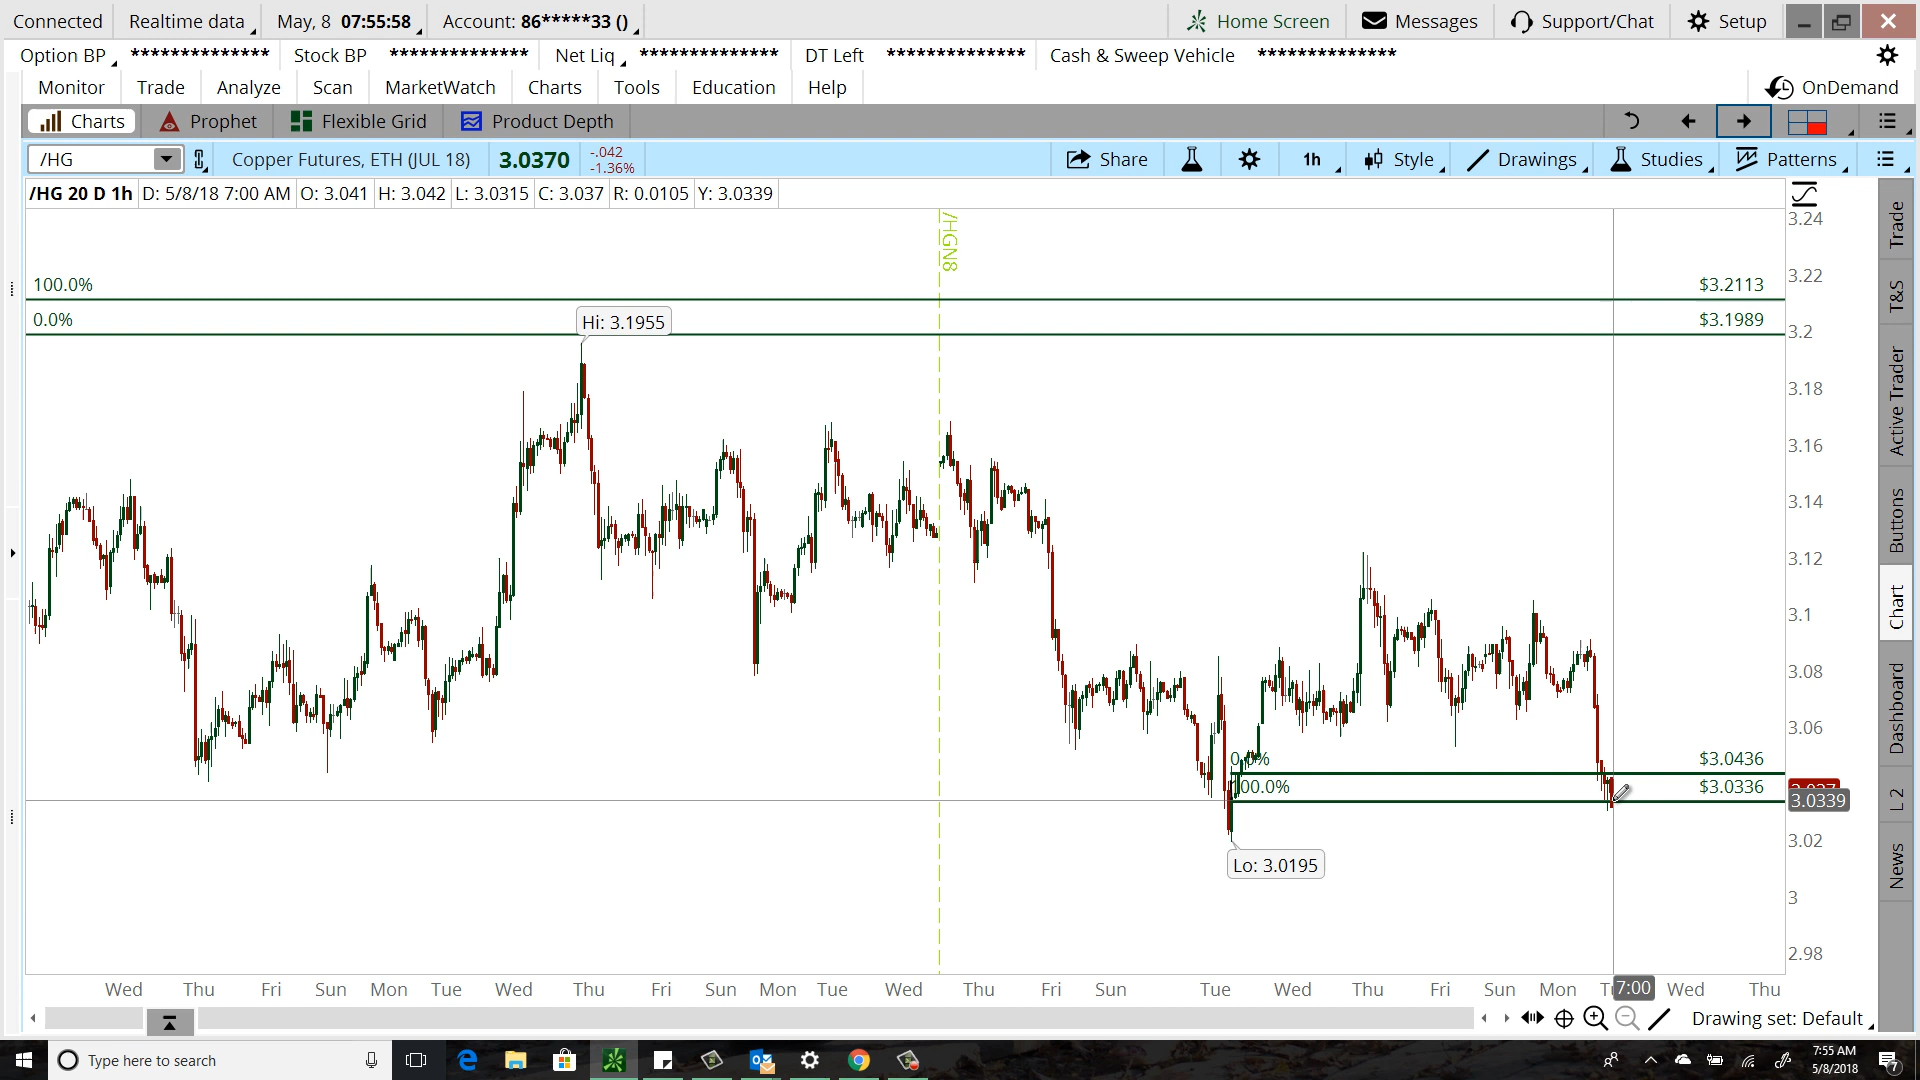 Connected Realtime data May, 8 07:55:58 Account: 86*****33 () Home Screen Messages Support/Chat Setup
Option BP ************** Stock BP ************** Net Liq ************** DT Left ************** Cash & Sweep Vehicle **************
Monitor Trade Analyze Scan MarketWatch Charts Tools Education Help OnDemand
Charts Prophet Flexible Grid Product Depth
/HG Copper Futures, ETH (JUL 18) 3.0370 -.042 -1.36% Share 1h Style Drawings Studies Patterns
/HG 20 D 1h D: 5/8/18 7:00 AM O: 3.041 H: 3.042 L: 3.0315 C: 3.037 R: 0.0105 Y: 3.0339
/HGN8
100.0% $3.2113
0.0% $3.1989
Hi: 3.1955
0.0% $3.0436
100.0% $3.0336
Lo: 3.0195
3.24
3.22
3.2
3.18
3.16
3.14
3.12
3.1
3.08
3.06
3.0339
3.02
3
2.98
Trade
T&S
Active Trader
Buttons
Chart
Dashboard
L 2
News
Wed Thu Fri Sun Mon Tue Wed Thu Fri Sun Mon Tue Wed Thu Fri Sun Tue Wed Thu Fri Sun Mon 7:00 Wed Thu
Drawing set: Default
Type here to search
7:55 AM
5/8/2018
7